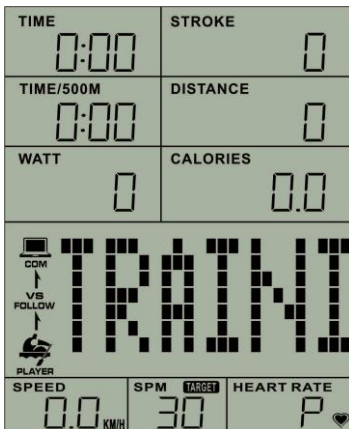 TIME STROKE
0:00 0
TIME/500M DISTANCE
0:00 0
WATT CALORIES
0 0.0
COM
VS
FOLLOW
TRAINI
PLAYER
SPEED SPM TARGET HEART RATE
0.0 KM/H 30 P